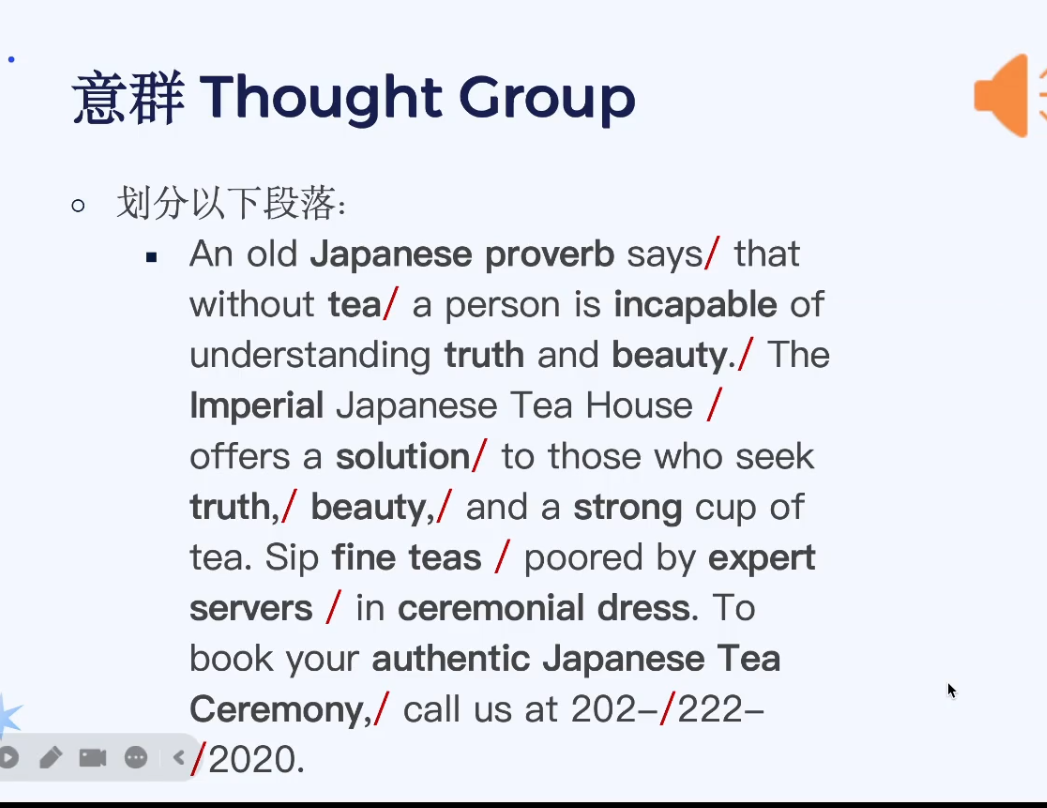 意群 Thought Group
划分以下段落:
An old Japanese proverb says/ that
without tea/ a person is incapable of
understanding truth and beauty./ The
Imperial Japanese Tea House /
offers a solution/ to those who seek
truth,/ beauty,/ and a strong cup of
tea. Sip fine teas / poored by expert
servers / in ceremonial dress. To
book your authentic Japanese Tea
Ceremony,/ call us at 202–/222–
/2020.